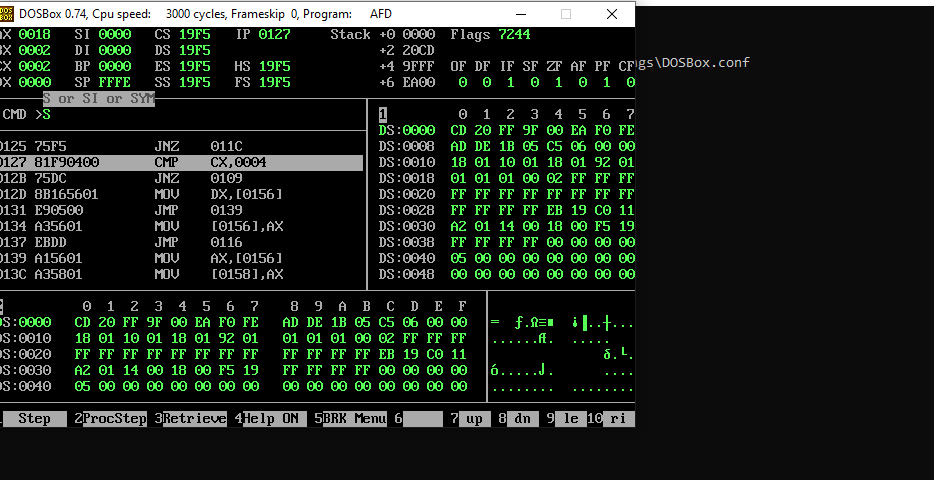 DOSBox 0.74, Cpu speed: 3000 cycles, Frameskip 0, Program: AFD
AX 0018 SI 0000 CS 19F5 IP 0127 Stack +0 0000 Flags 7244
BX 0002 DI 0000 DS 19F5 +2 20CD
CX 0002 BP 0000 ES 19F5 HS 19F5 +4 9FFF OF DF IF SF ZF AF PF CF
DX 0000 SP FFFE SS 19F5 FS 19F5 +6 EA00 0 0 1 0 1 0 1 0
gs\DOSBox.conf
S or SI or SYM
CMD >S
1 0 1 2 3 4 5 6 7
DS:0000 CD 20 FF 9F 00 EA F0 FE
DS:0008 AD DE 1B 05 C5 06 00 00
DS:0010 18 01 10 01 18 01 92 01
DS:0018 01 01 01 00 02 FF FF FF
DS:0020 FF FF FF FF FF FF FF FF
DS:0028 FF FF FF FF EB 19 C0 11
DS:0030 A2 01 14 00 18 00 F5 19
DS:0038 FF FF FF FF 00 00 00 00
DS:0040 05 00 00 00 00 00 00 00
DS:0048 00 00 00 00 00 00 00 00
0125 75F5 JNZ 011C
0127 81F90400 CMP CX,0004
012B 75DC JNZ 0109
012D 8B165601 MOV DX,[0156]
0131 E90500 JMP 0139
0134 A35601 MOV [0156],AX
0137 EBDD JMP 0116
0139 A15601 MOV AX,[0156]
013C A35801 MOV [0158],AX
2 0 1 2 3 4 5 6 7 8 9 A B C D E F
DS:0000 CD 20 FF 9F 00 EA F0 FE AD DE 1B 05 C5 06 00 00
DS:0010 18 01 10 01 18 01 92 01 01 01 01 00 02 FF FF FF
DS:0020 FF FF FF FF FF FF FF FF FF FF FF FF EB 19 C0 11
DS:0030 A2 01 14 00 18 00 F5 19 FF FF FF FF 00 00 00 00
DS:0040 05 00 00 00 00 00 00 00 00 00 00 00 00 00 00 00
1 Step 2 ProcStep 3 Retrieve 4 Help ON 5 BRK Menu 6 7 up 8 dn 9 le 10 ri